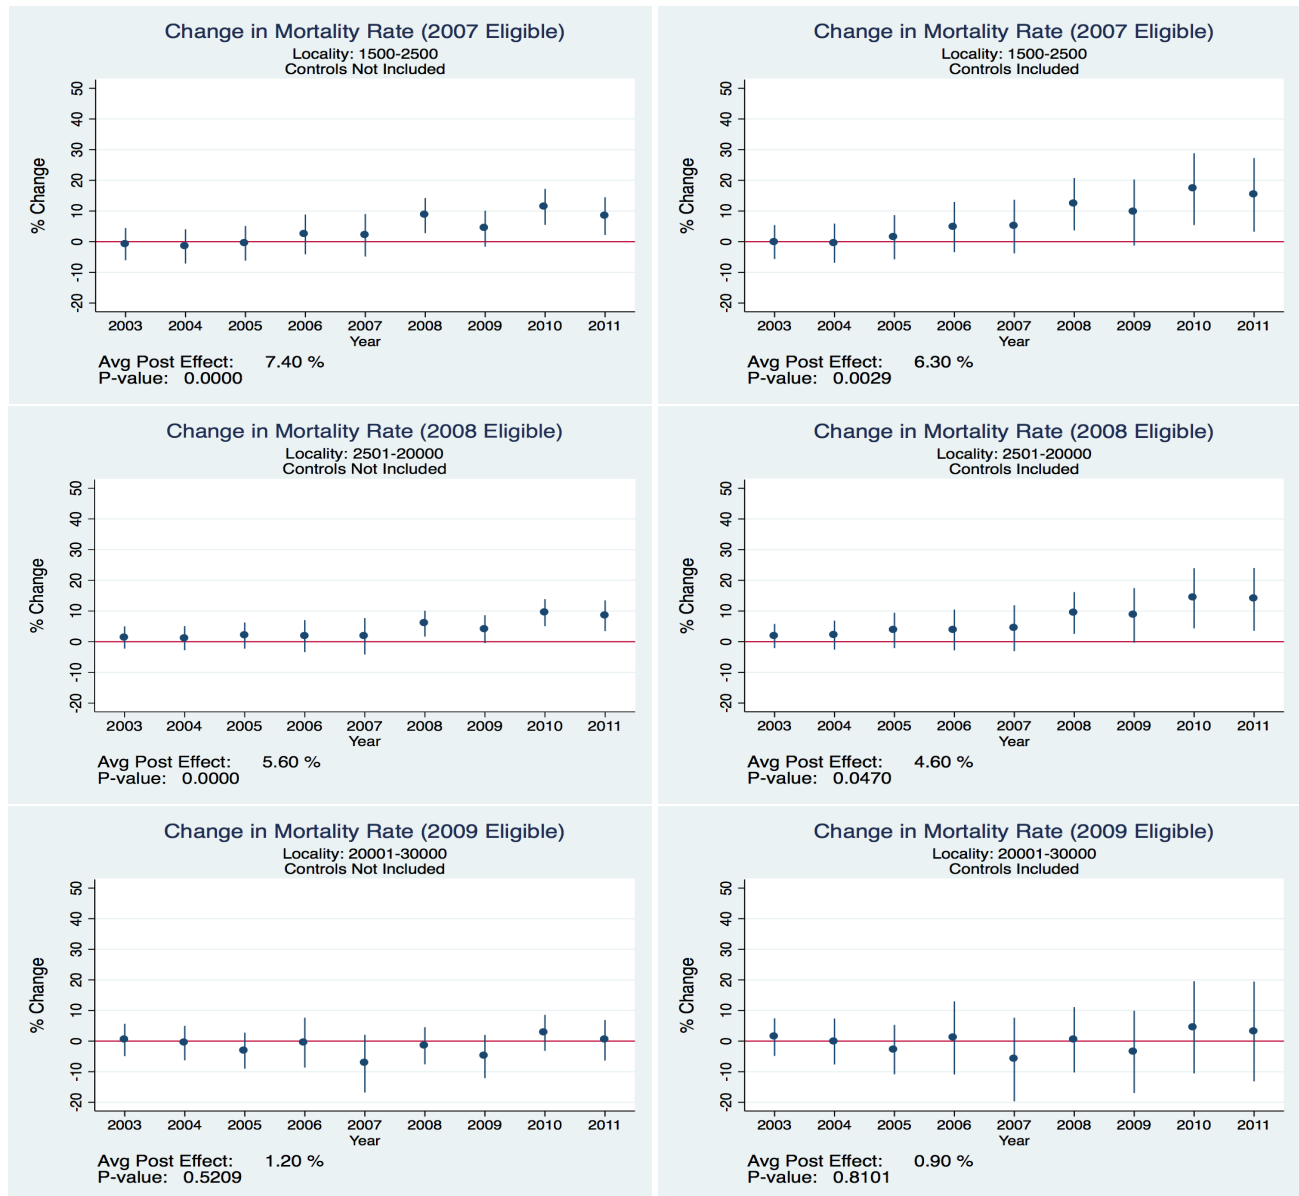 Change in Mortality Rate (2007 Eligible)
Locality: 1500-2500
Controls Not Included
% Change
50
40
30
20
10
0
-10
-20
2003 2004 2005 2006 2007 2008 2009 2010 2011
Year
Avg Post Effect: 7.40 %
P-value: 0.0000
Change in Mortality Rate (2007 Eligible)
Locality: 1500-2500
Controls Included
% Change
50
40
30
20
10
0
-10
-20
2003 2004 2005 2006 2007 2008 2009 2010 2011
Year
Avg Post Effect: 6.30 %
P-value: 0.0029
Change in Mortality Rate (2008 Eligible)
Locality: 2501-20000
Controls Not Included
% Change
50
40
30
20
10
0
-10
-20
2003 2004 2005 2006 2007 2008 2009 2010 2011
Year
Avg Post Effect: 5.60 %
P-value: 0.0000
Change in Mortality Rate (2008 Eligible)
Locality: 2501-20000
Controls Included
% Change
50
40
30
20
10
0
-10
-20
2003 2004 2005 2006 2007 2008 2009 2010 2011
Year
Avg Post Effect: 4.60 %
P-value: 0.0470
Change in Mortality Rate (2009 Eligible)
Locality: 20001-30000
Controls Not Included
% Change
50
40
30
20
10
0
-10
-20
2003 2004 2005 2006 2007 2008 2009 2010 2011
Year
Avg Post Effect: 1.20 %
P-value: 0.5209
Change in Mortality Rate (2009 Eligible)
Locality: 20001-30000
Controls Included
% Change
50
40
30
20
10
0
-10
-20
2003 2004 2005 2006 2007 2008 2009 2010 2011
Year
Avg Post Effect: 0.90 %
P-value: 0.8101